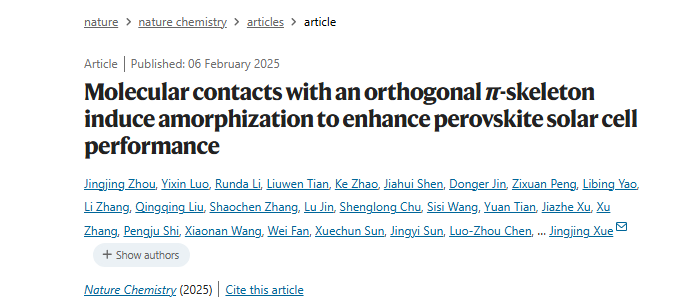 nature > nature chemistry > articles > article
Article | Published: 06 February 2025
Molecular contacts with an orthogonal π-skeleton
induce amorphization to enhance perovskite solar cell
performance
Jingjing Zhou, Yixin Luo, Runda Li, Liuwen Tian, Ke Zhao, Jiahui Shen, Donger Jin, Zixuan Peng, Libing Yao,
Li Zhang, Qingqing Liu, Shaochen Zhang, Lu Jin, Shenglong Chu, Sisi Wang, Yuan Tian, Jiazhe Xu, Xu
Zhang, Pengju Shi, Xiaonan Wang, Wei Fan, Xuechun Sun, Jingyi Sun, Luo-Zhou Chen, ... Jingjing Xue
+ Show authors
Nature Chemistry (2025) | Cite this article